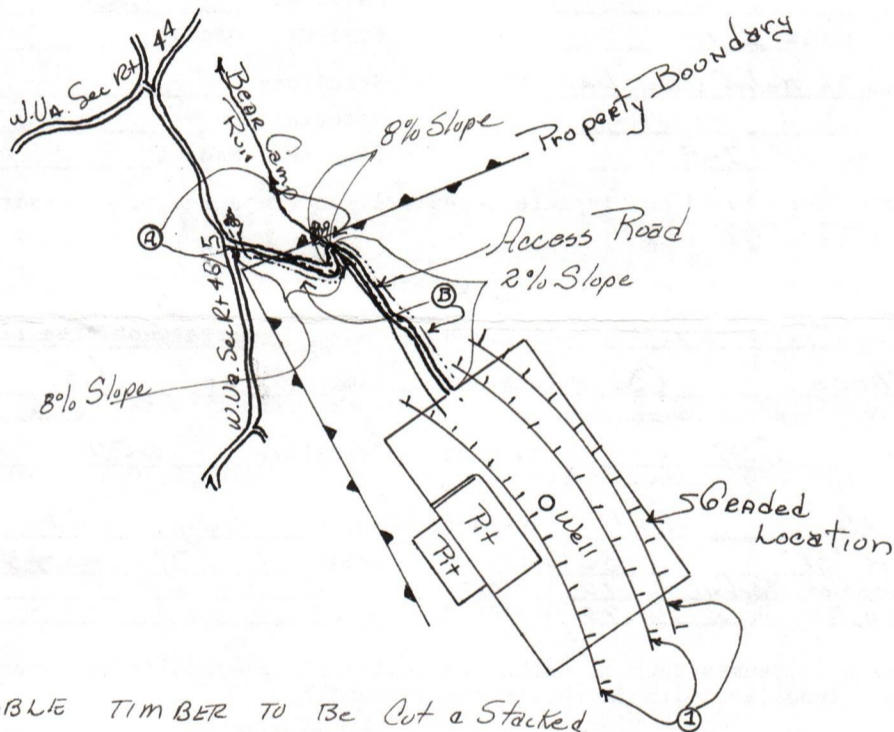 44
W.Va. Sec Rt
BEAR Camp
Run
8% Slope
Property Boundary
A
Access Road
2% Slope
B
W.Va. Sec Rt 46/5
8% Slope
Graded
Location
Well
Pit
Pit
BLE TIMBER TO Be Cut & Stacked
1